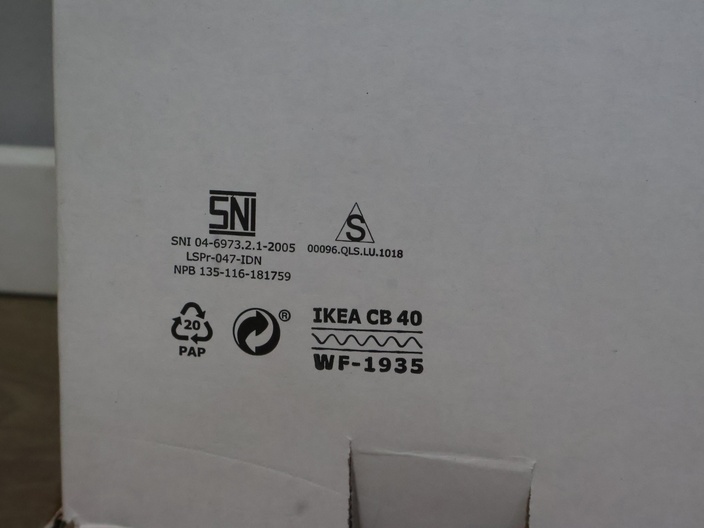 SNI
SNI 04-6973.2.1-2005
LSPr-047-IDN
NPB 135-116-181759
S
00096.QLS.LU.1018
20
PAP
®
IKEA CB 40
WF-1935